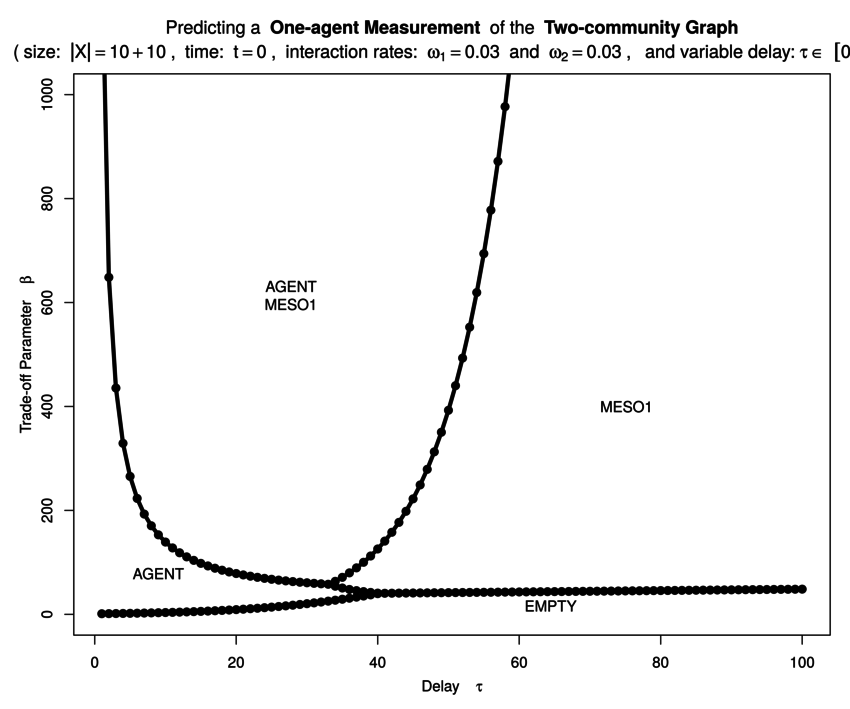 Predicting a One-agent Measurement of the Two-community Graph
( size: |X| = 10 + 10 , time: t = 0 , interaction rates: ω₁ = 0.03 and ω₂ = 0.03 , and variable delay: τ ∈ [0
1000
800
600
400
200
0
Trade-off Parameter β
AGENT
MESO1
MESO1
AGENT
EMPTY
0 20 40 60 80 100
Delay τ